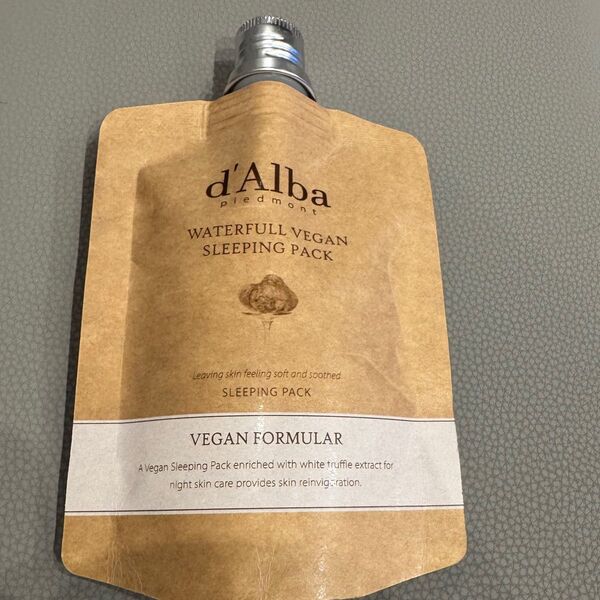 d'Alba
piedmont
WATERFULL VEGAN
SLEEPING PACK
Leaving skin feeling soft and soothed
SLEEPING PACK
VEGAN FORMULAR
A Vegan Sleeping Pack enriched with white truffle extract for
night skin care provides skin reinvigoration.